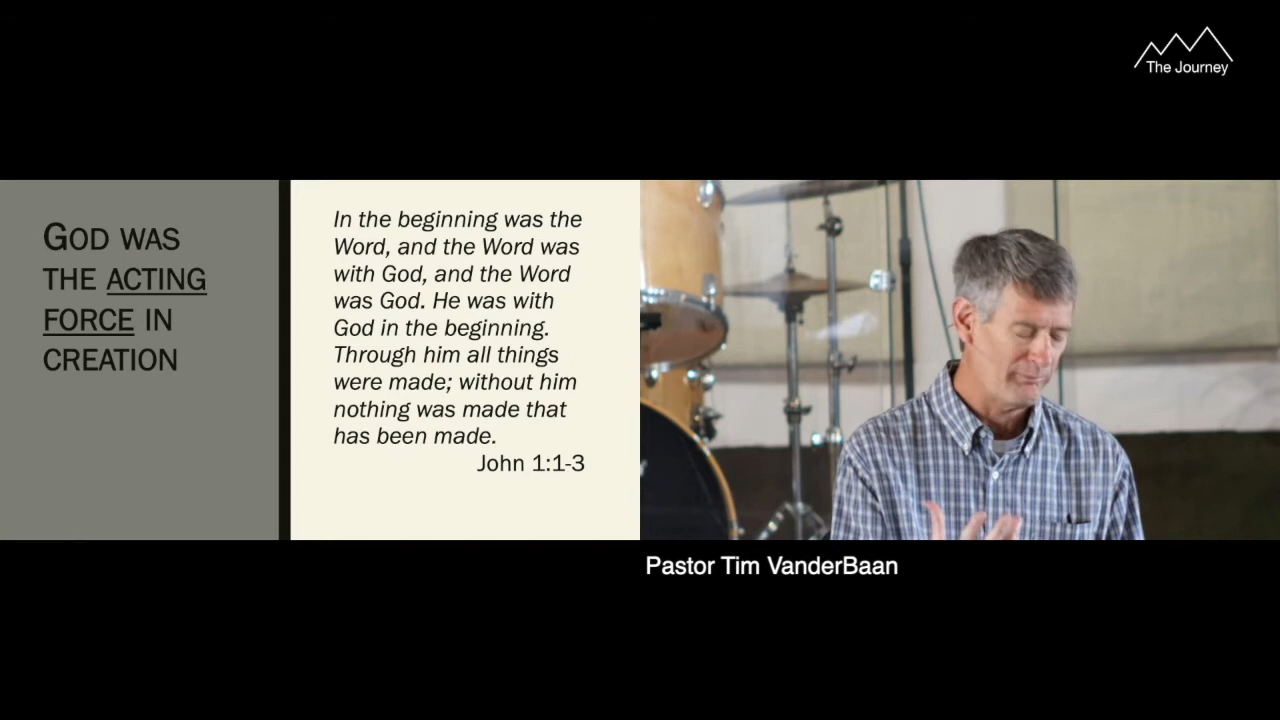 The Journey
GOD WAS
THE ACTING
FORCE IN
CREATION
In the beginning was the
Word, and the Word was
with God, and the Word
was God. He was with
God in the beginning.
Through him all things
were made; without him
nothing was made that
has been made.
John 1:1-3
Pastor Tim VanderBaan